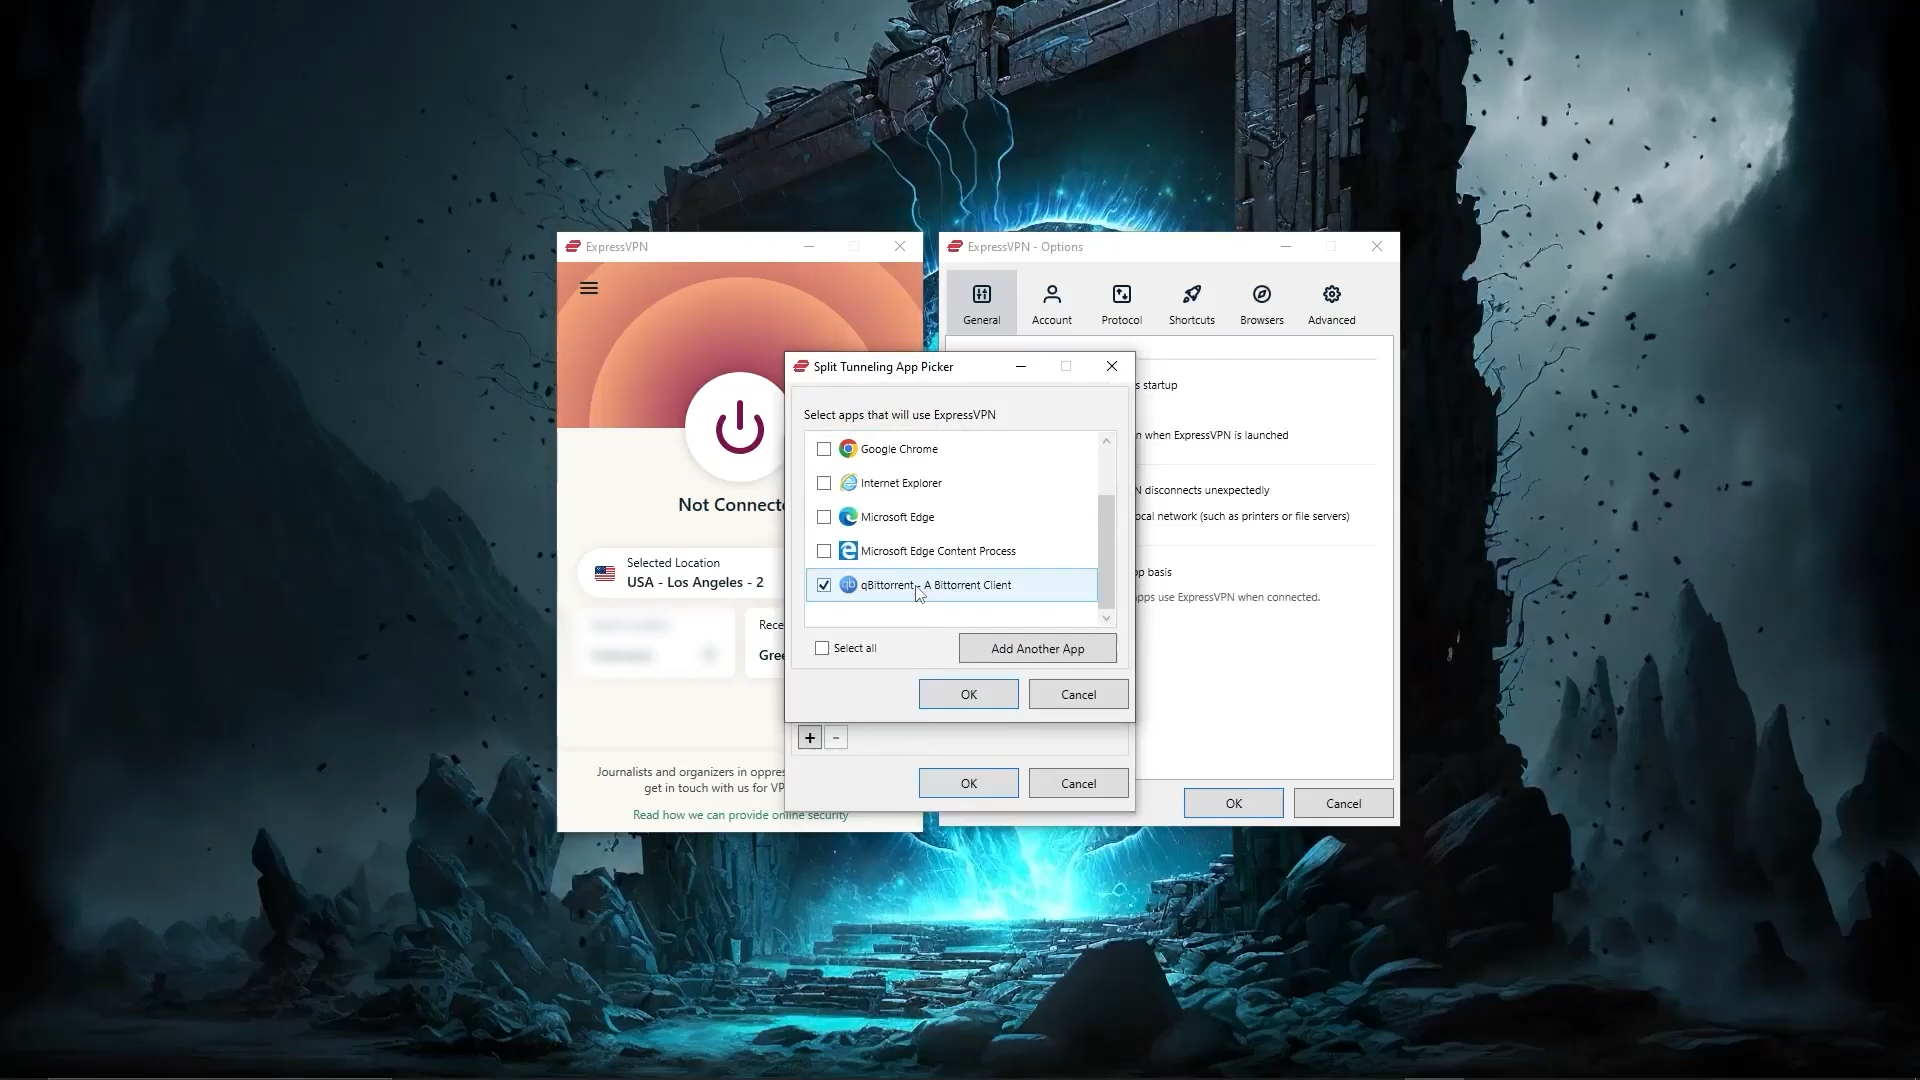 ExpressVPN
Not Connecte
Selected Location
USA - Los Angeles - 2
Rece
Gree
Journalists and organizers in oppres
get in touch with us for VP
Read how we can provide online security
ExpressVPN - Options
General
Account
Protocol
Shortcuts
Browsers
Advanced
s startup
n when ExpressVPN is launched
N disconnects unexpectedly
ocal network (such as printers or file servers)
pp basis
apps use ExpressVPN when connected.
OK
Cancel
Split Tunneling App Picker
Select apps that will use ExpressVPN
Google Chrome
Internet Explorer
Microsoft Edge
Microsoft Edge Content Process
qb qBittorrent - A Bittorrent Client
Select all
Add Another App
OK
Cancel
+ -
OK
Cancel